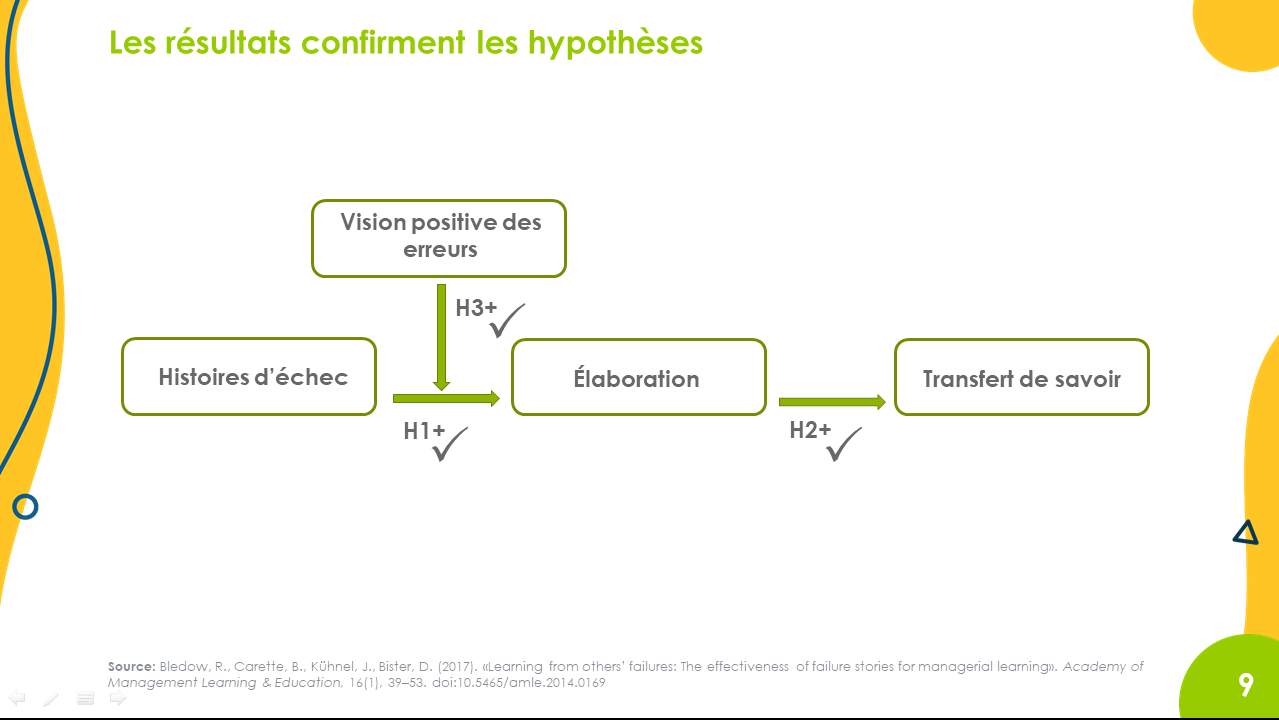 Les résultats confirment les hypothèses
Vision positive des
erreurs
H3+
Histoires d’échec
Élaboration
Transfert de savoir
H1+
H2+
Source: Bledow, R., Carette, B., Kühnel, J., Bister, D. (2017). «Learning from others’ failures: The effectiveness of failure stories for managerial learning». Academy of
Management Learning & Education, 16(1), 39–53. doi:10.5465/amle.2014.0169
9